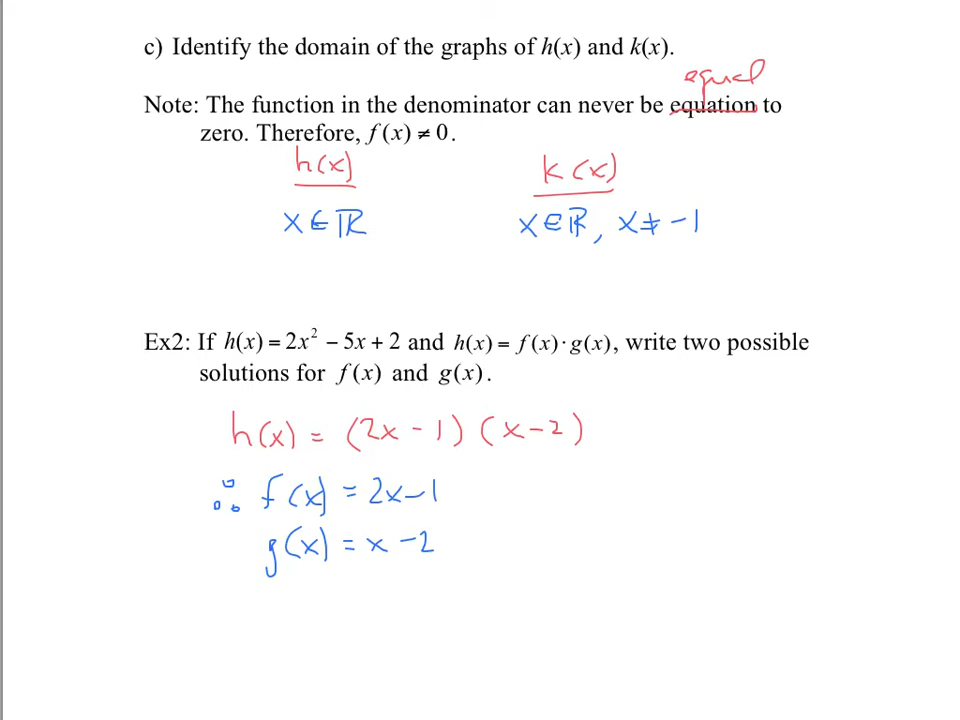 c) Identify the domain of the graphs of h(x) and k(x).
equal
Note: The function in the denominator can never be equation to
zero. Therefore, f(x) ≠ 0.
h(x) k(x)
x ∈ ℝ x ∈ ℝ, x ≠ -1
Ex2: If h(x) = 2x² − 5x + 2 and h(x) = f(x)·g(x), write two possible
solutions for f(x) and g(x).
h(x) = (2x - 1) (x - 2)
∴ f(x) = 2x - 1
g(x) = x - 2